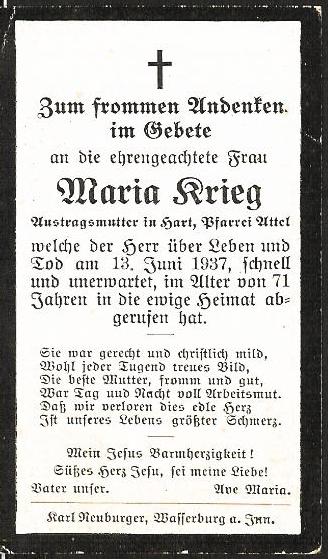 Zum frommen Andenken
im Gebete
an die ehrengeachtete Frau
Maria Krieg
Austragsmutter in Hart, Pfarrei Attel
welche der Herr über Leben und
Tod am 13. Juni 1937, schnell
und unerwartet, im Alter von 71
Jahren in die ewige Heimat ab-
gerufen hat.
Sie war gerecht und christlich mild,
Wohl jeder Tugend treues Bild,
Die beste Mutter, fromm und gut,
War Tag und Nacht voll Arbeitsmut.
Daß wir verloren dies edle Herz
Ist unseres Lebens größter Schmerz.
Mein Jesus Barmherzigkeit!
Süßes Herz Jesu, sei meine Liebe!
Vater unser. Ave Maria.
Karl Neuburger, Wasserburg a. Inn.